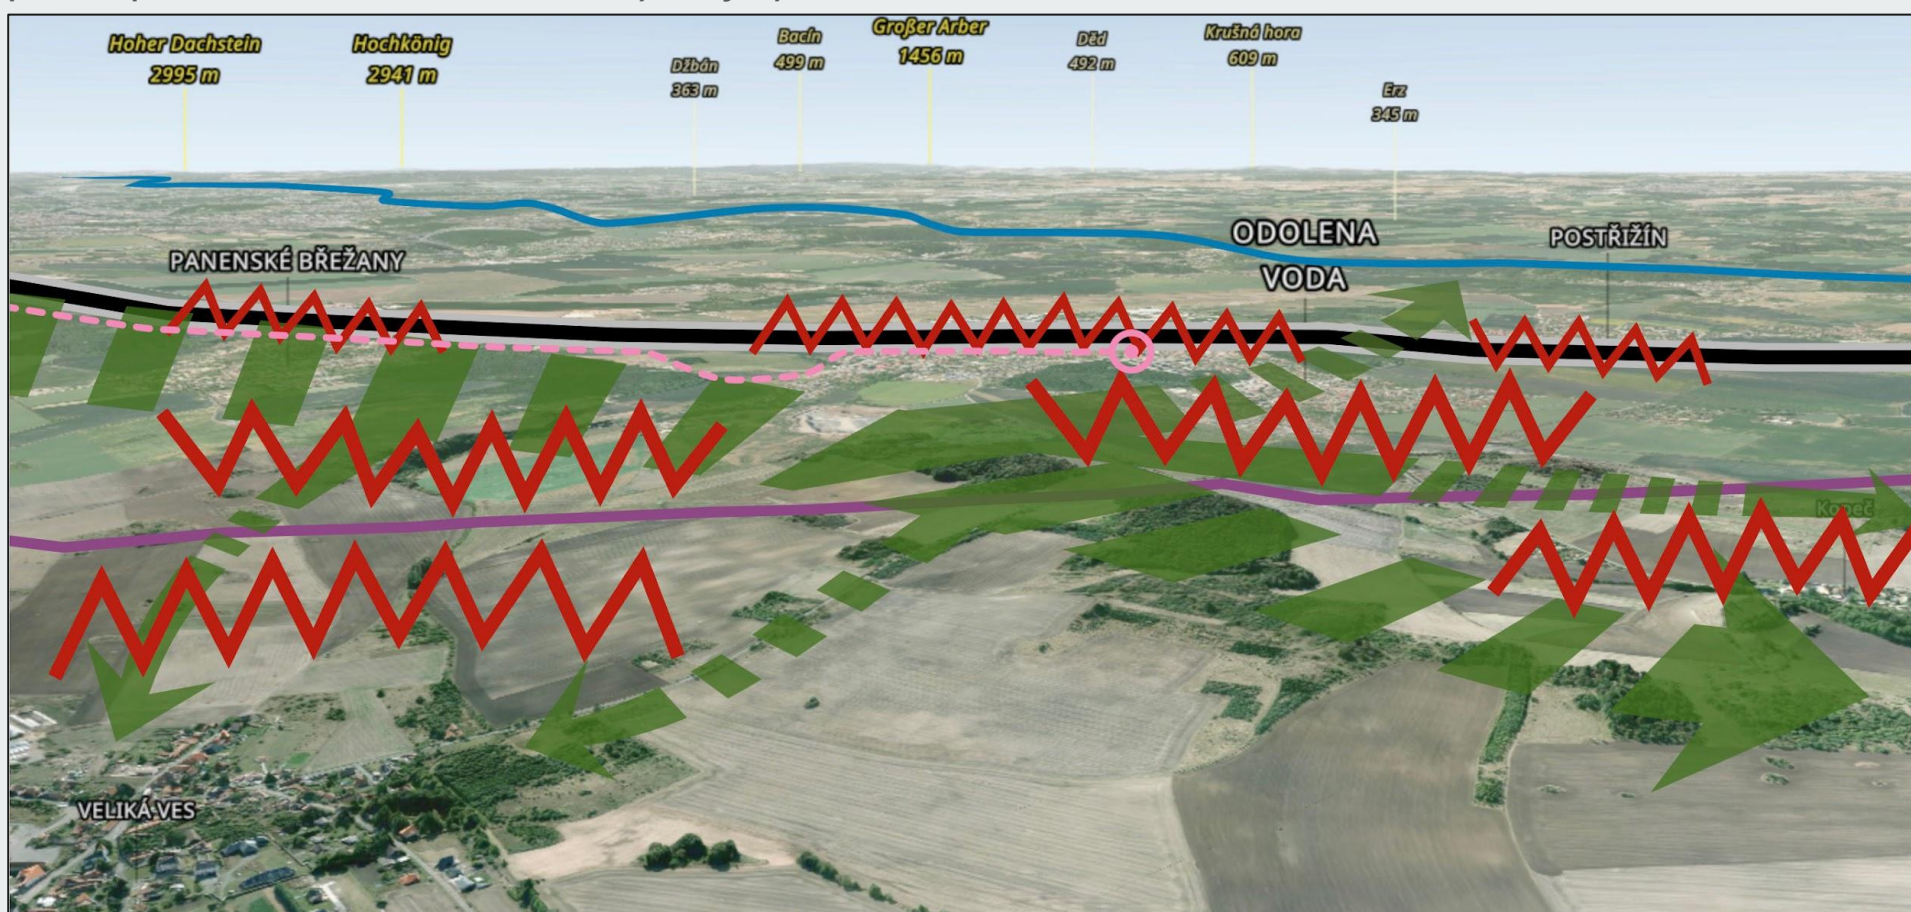 Hoher Dachstein
2995 m
Hochkönig
2941 m
Džbán
363 m
Bacín
499 m
Großer Arber
1456 m
Děd
492 m
Krušná hora
609 m
Erz
345 m
PANENSKÉ BŘEŽANY
ODOLENA
VODA
POSTŘIŽÍN
Kopeč
VELIKÁ VES